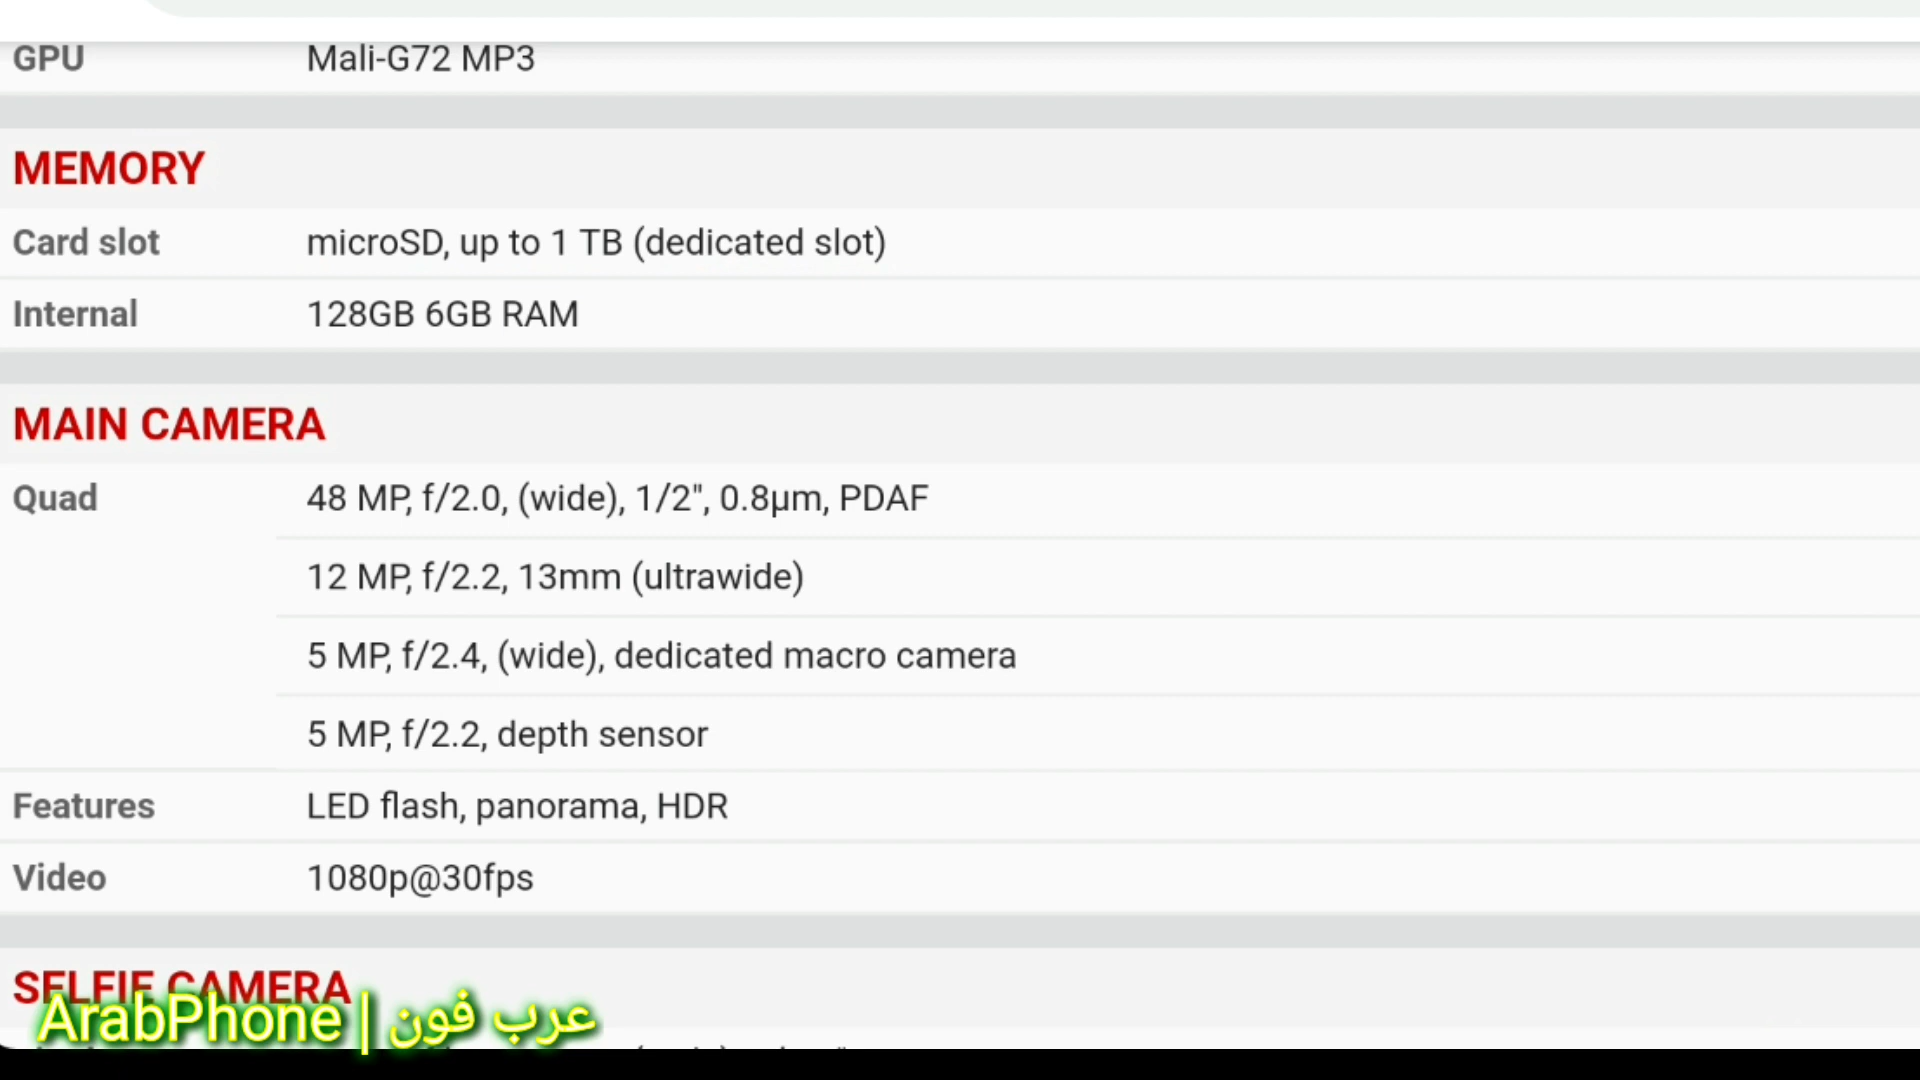 GPU Mali-G72 MP3
MEMORY
Card slot microSD, up to 1 TB (dedicated slot)
Internal 128GB 6GB RAM
MAIN CAMERA
Quad 48 MP, f/2.0, (wide), 1/2", 0.8µm, PDAF
12 MP, f/2.2, 13mm (ultrawide)
5 MP, f/2.4, (wide), dedicated macro camera
5 MP, f/2.2, depth sensor
Features LED flash, panorama, HDR
Video 1080p@30fps
SELFIE CAMERA
ArabPhone | عرب فون